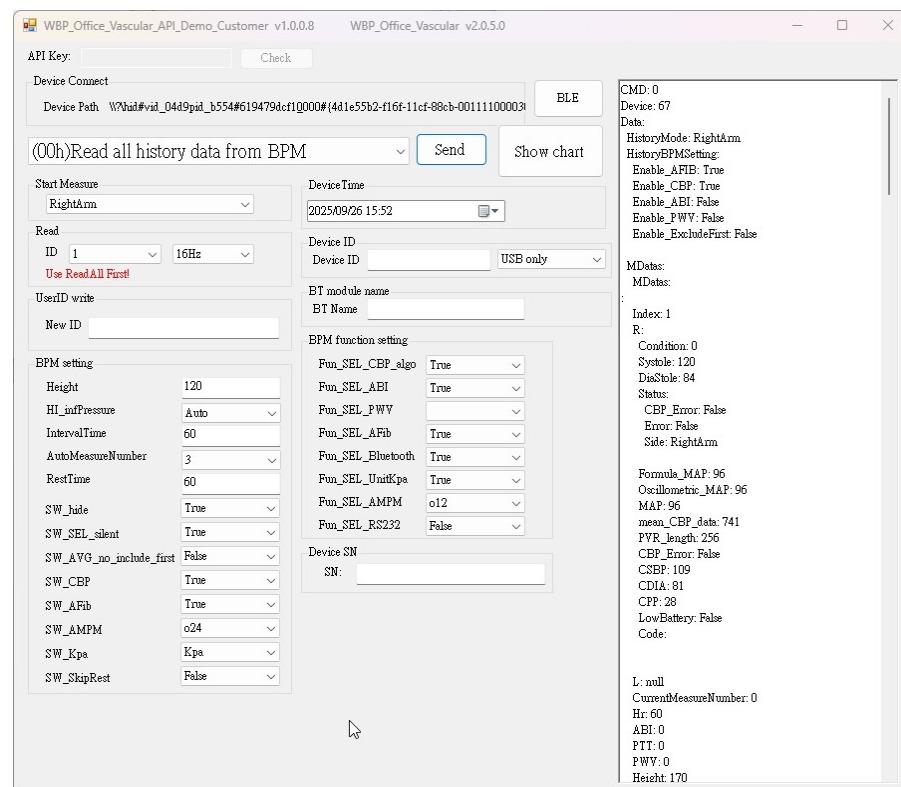 WBP_Office_Vascular_API_Demo_Customer v1.0.0.8 WBP_Office_Vascular v2.0.5.0
API Key: Check
Device Connect
Device Path \\?\hid#vid_04d9pid_b554#619479dcf10000#{4d1e55b2-f16f-11cf-88cb-00111100003
BLE
(00h)Read all history data from BPM
Send
Show chart
Start Measure
RightArm
Read
ID 1 16Hz
Use ReadAll First!
UserID write
New ID
BPM setting
Height 120
HI_infPressure Auto
IntervalTime 60
AutoMeasureNumber 3
RestTime 60
SW_hide True
SW_SEL_silent True
SW_AVG_no_include_first False
SW_CBP True
SW_AFib True
SW_AMPM o24
SW_Kpa Kpa
SW_SkipRest False
DeviceTime
2025/09/26 15:52
Device ID
Device ID USB only
BT module name
BT Name
BPM function setting
Fun_SEL_CBP_algo True
Fun_SEL_ABI True
Fun_SEL_PWV
Fun_SEL_AFib True
Fun_SEL_Bluetooth True
Fun_SEL_UnitKpa True
Fun_SEL_AMPM o12
Fun_SEL_RS232 False
Device SN
SN:
CMD: 0
Device: 67
Data:
HistoryMode: RightArm
HistoryBPMSetting:
Enable_AFIB: True
Enable_CBP: True
Enable_ABI: False
Enable_PWV: False
Enable_ExcludeFirst: False
MDatas:
MDatas:
:
Index: 1
R:
Condition: 0
Systole: 120
DiaStole: 84
Status:
CBP_Error: False
Error: False
Side: RightArm
Formula_MAP: 96
Oscillometric_MAP: 96
MAP: 96
mean_CBP_data: 741
PVR_length: 256
CBP_Error: False
CSBP: 109
CDIA: 81
CPP: 28
LowBattery: False
Code:
L: null
CurrentMeasureNumber: 0
Hr: 60
ABI: 0
PTT: 0
PWV: 0
Height: 170